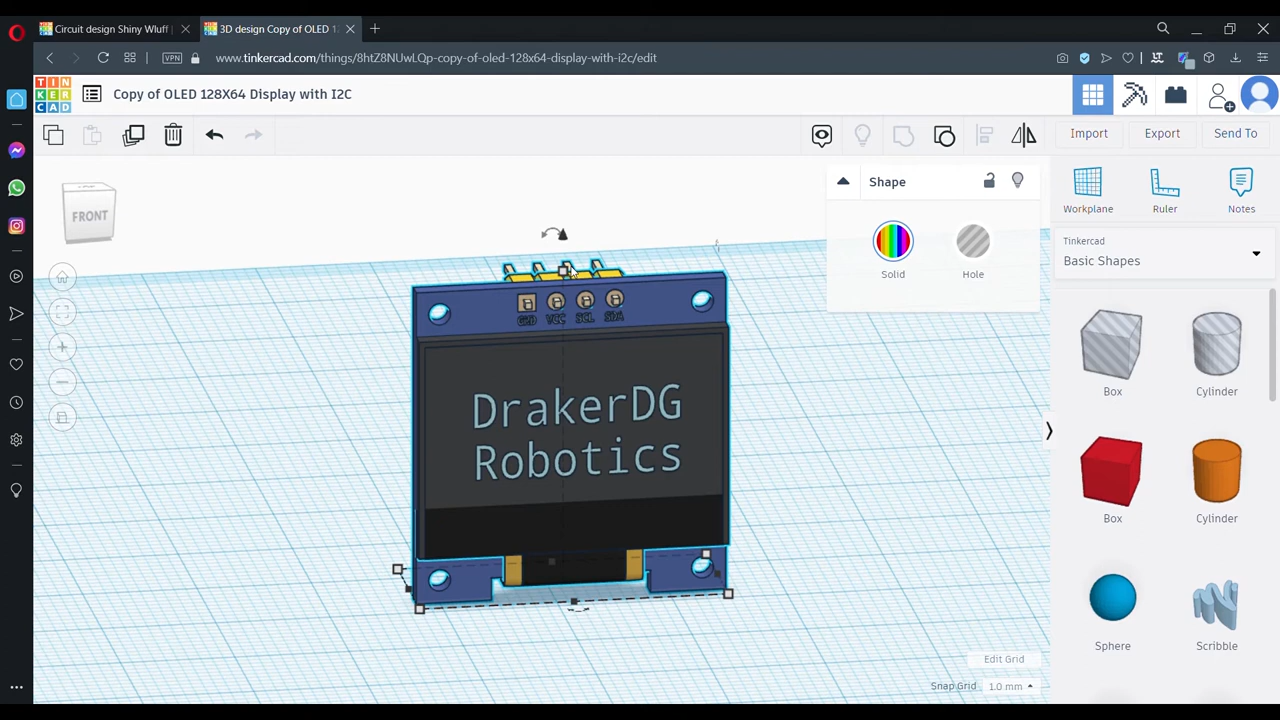 Circuit design Shiny Wluff |
3D design Copy of OLED 1
VPN
www.tinkercad.com/things/8htZ8NUwLQp-copy-of-oled-128x64-display-with-i2c/edit
TIN
KER
CAD
Copy of OLED 128X64 Display with I2C
Import
Export
Send To
FRONT
Shape
Solid
Hole
Workplane
Ruler
Notes
Tinkercad
Basic Shapes
GND VCC SCL SDA
DrakerDG
Robotics
Box
Cylinder
Box
Cylinder
Sphere
Scribble
Edit Grid
Snap Grid 1.0 mm